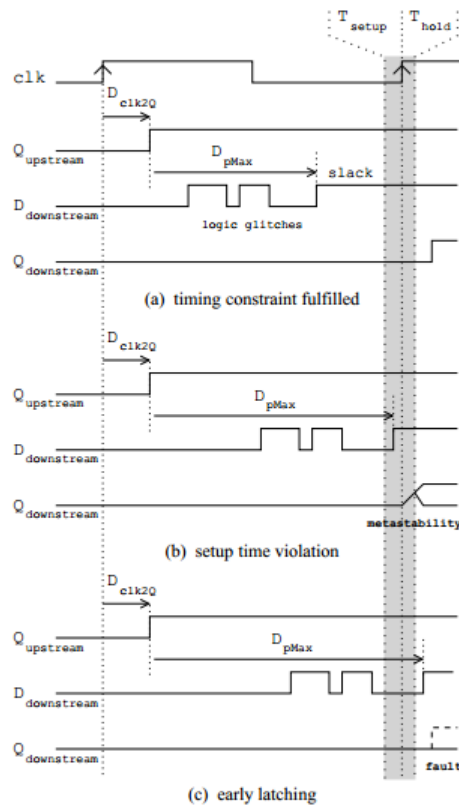 T setup T hold
clk
D clk2Q
Q upstream
D pMax
slack
D downstream
logic glitches
Q downstream
(a) timing constraint fulfilled
D clk2Q
Q upstream
D pMax
D downstream
Q downstream
metastability
(b) setup time violation
D clk2Q
Q upstream
D pMax
D downstream
Q downstream
fault
(c) early latching